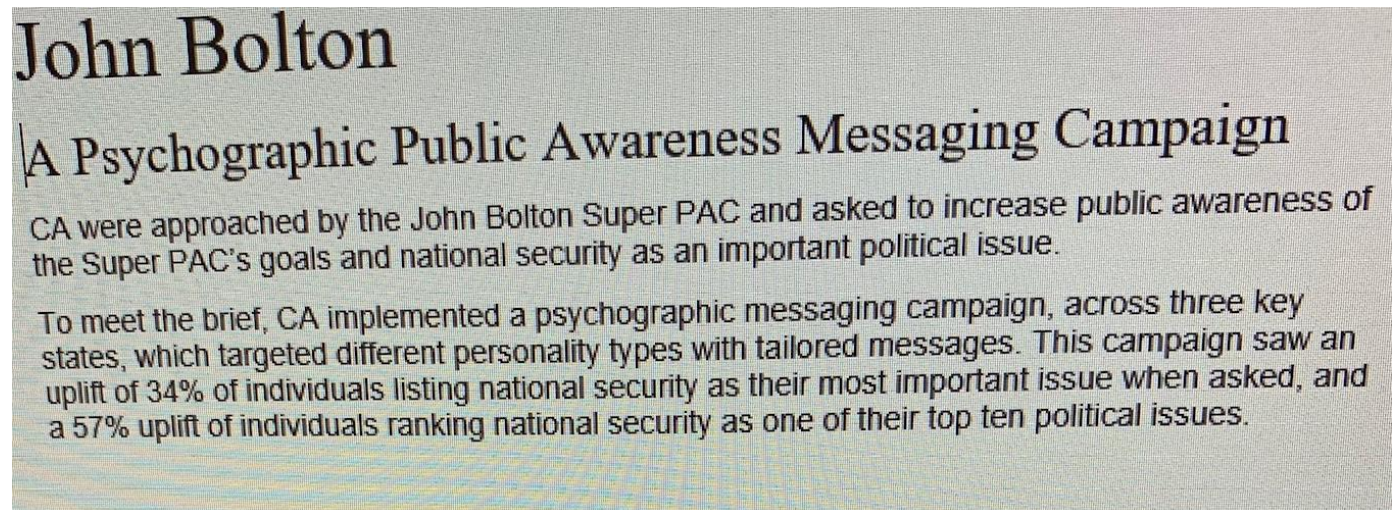 John Bolton
A Psychographic Public Awareness Messaging Campaign
CA were approached by the John Bolton Super PAC and asked to increase public awareness of
the Super PAC's goals and national security as an important political issue.
To meet the brief, CA implemented a psychographic messaging campaign, across three key
states, which targeted different personality types with tailored messages. This campaign saw an
uplift of 34% of individuals listing national security as their most important issue when asked, and
a 57% uplift of individuals ranking national security as one of their top ten political issues.